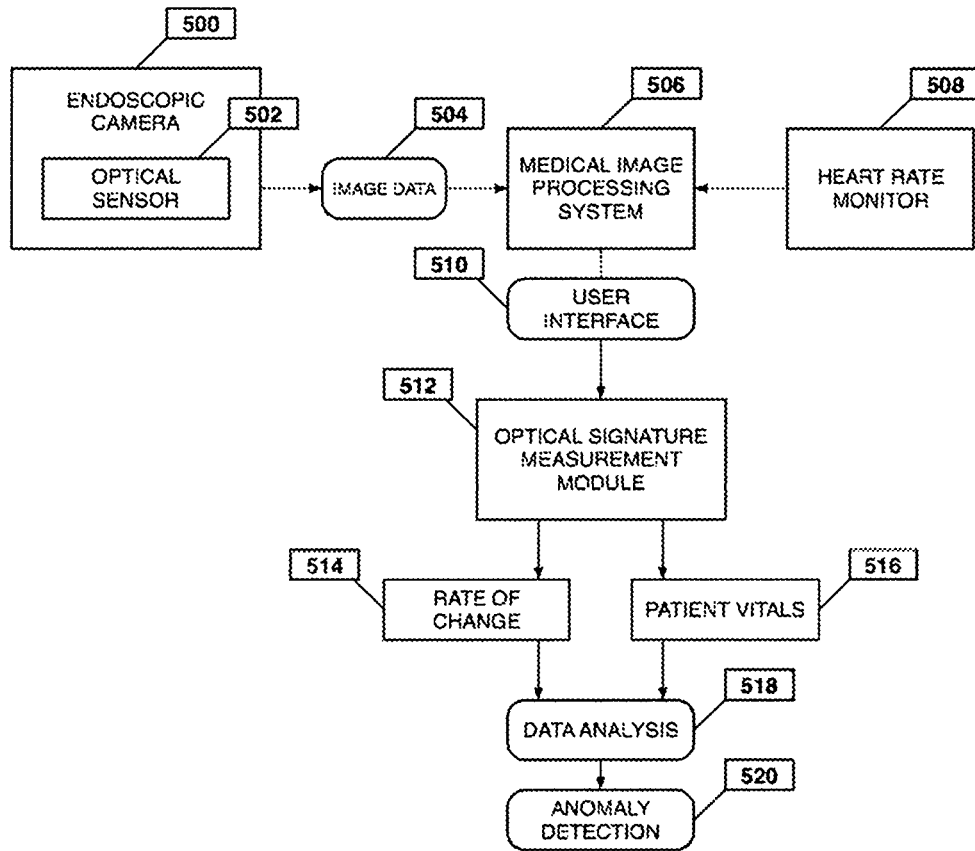 500
ENDOSCOPIC
CAMERA
502
OPTICAL
SENSOR
504
IMAGE DATA
506
MEDICAL IMAGE
PROCESSING
SYSTEM
508
HEART RATE
MONITOR
510
USER
INTERFACE
512
OPTICAL SIGNATURE
MEASUREMENT
MODULE
514
RATE OF
CHANGE
516
PATIENT VITALS
518
DATA ANALYSIS
520
ANOMALY
DETECTION